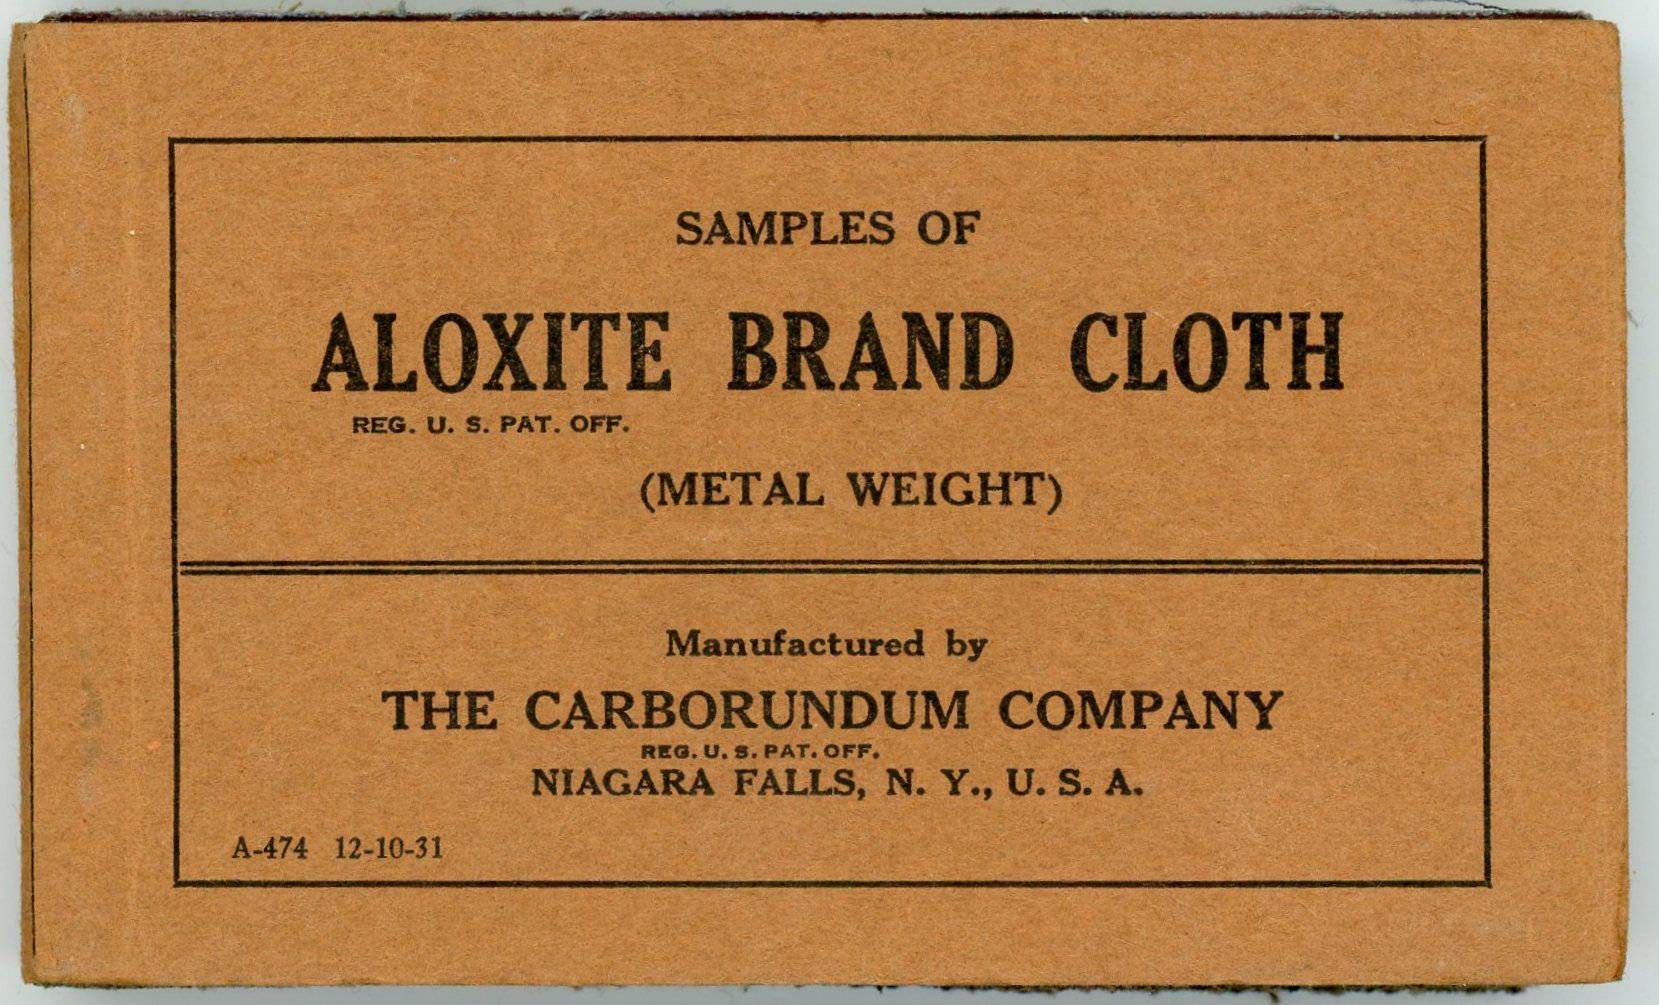 SAMPLES OF
ALOXITE BRAND CLOTH
REG. U. S. PAT. OFF.
(METAL WEIGHT)
Manufactured by
THE CARBORUNDUM COMPANY
REG. U. S. PAT. OFF.
NIAGARA FALLS, N. Y., U. S. A.
A-474 12-10-31